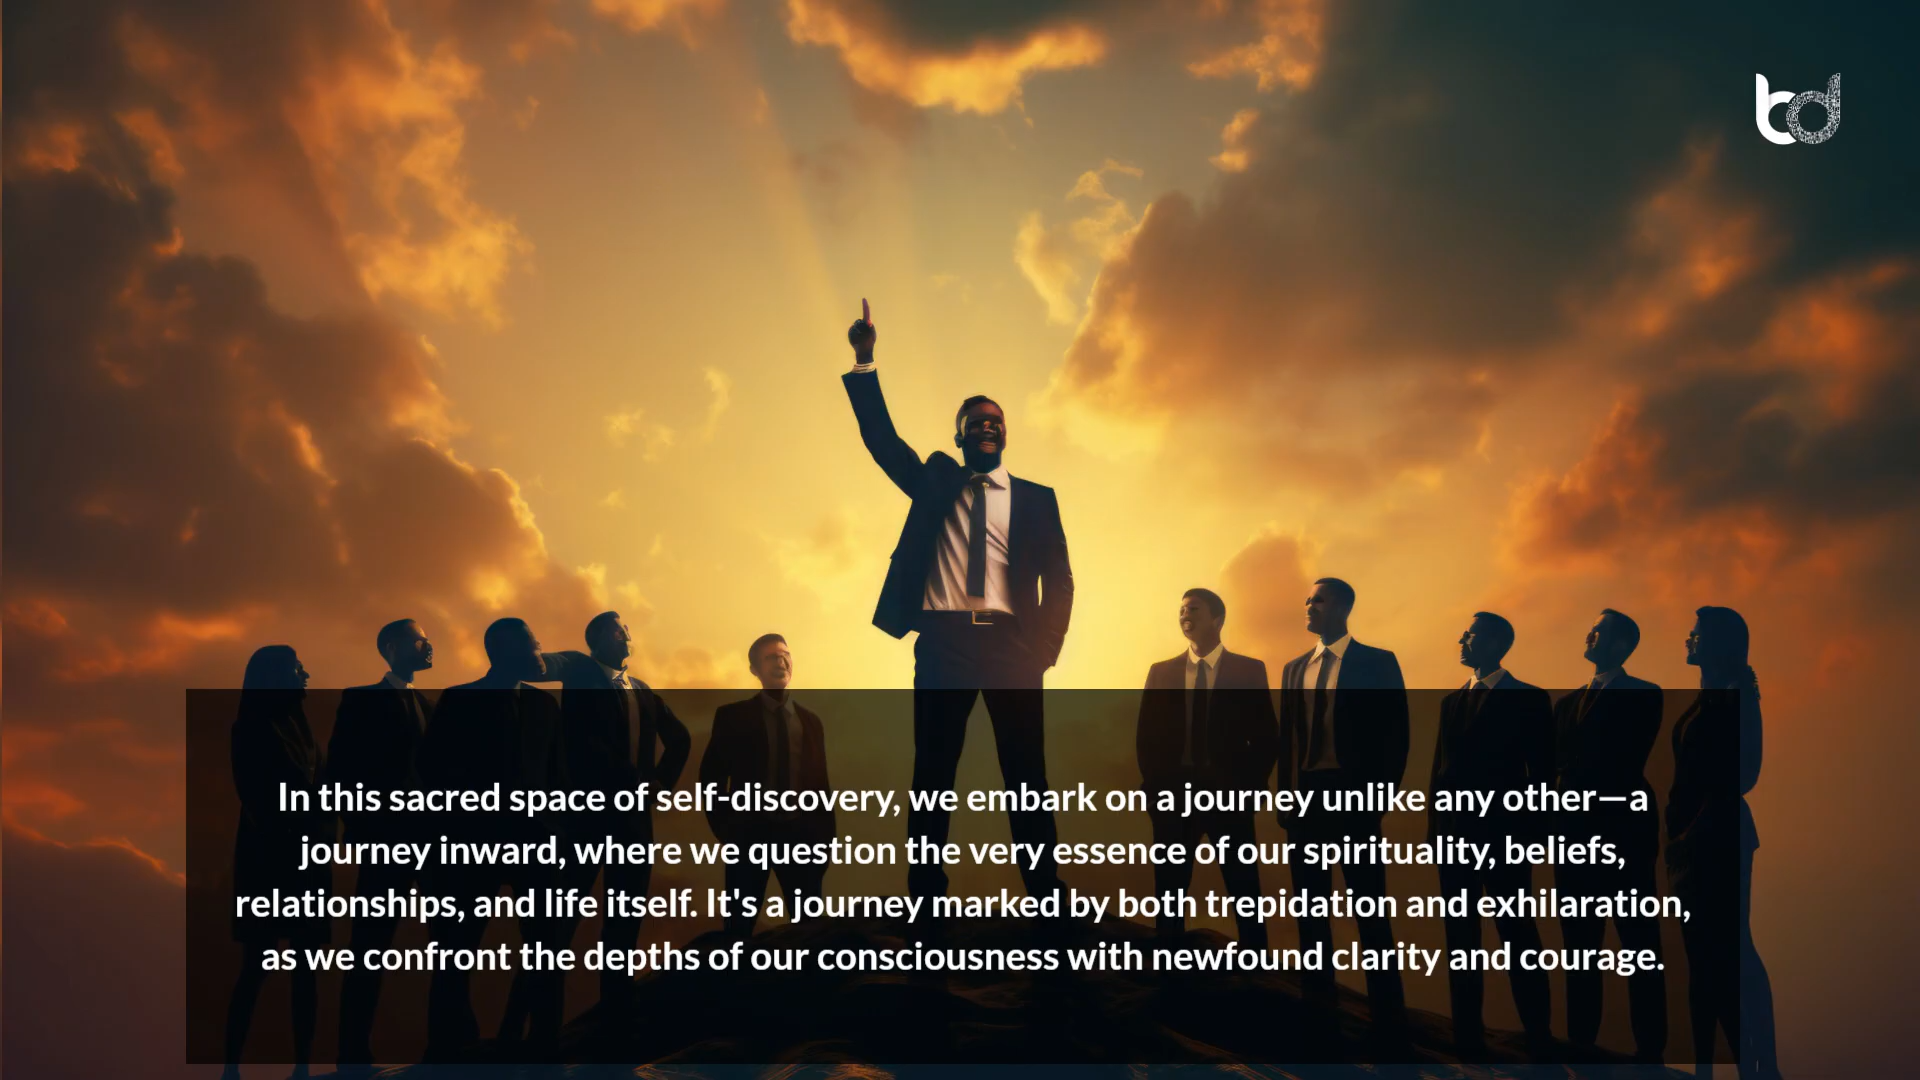 bd
In this sacred space of self-discovery, we embark on a journey unlike any other—a
journey inward, where we question the very essence of our spirituality, beliefs,
relationships, and life itself. It's a journey marked by both trepidation and exhilaration,
as we confront the depths of our consciousness with newfound clarity and courage.